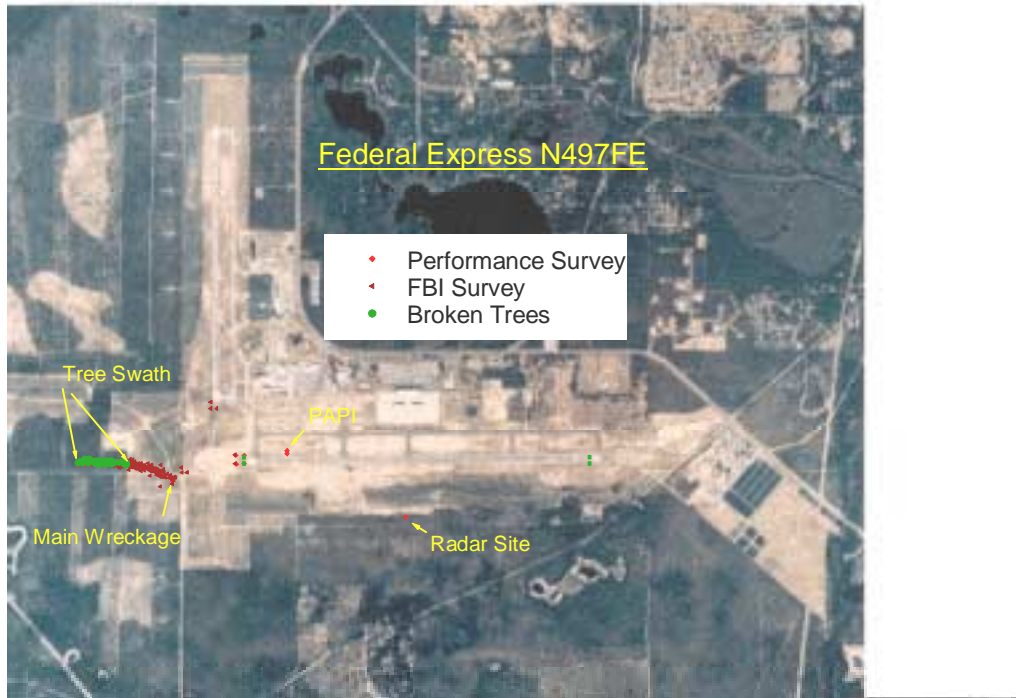 Federal Express N497FE
Performance Survey
FBI Survey
Broken Trees
Tree Swath
PAPI
Main Wreckage
Radar Site